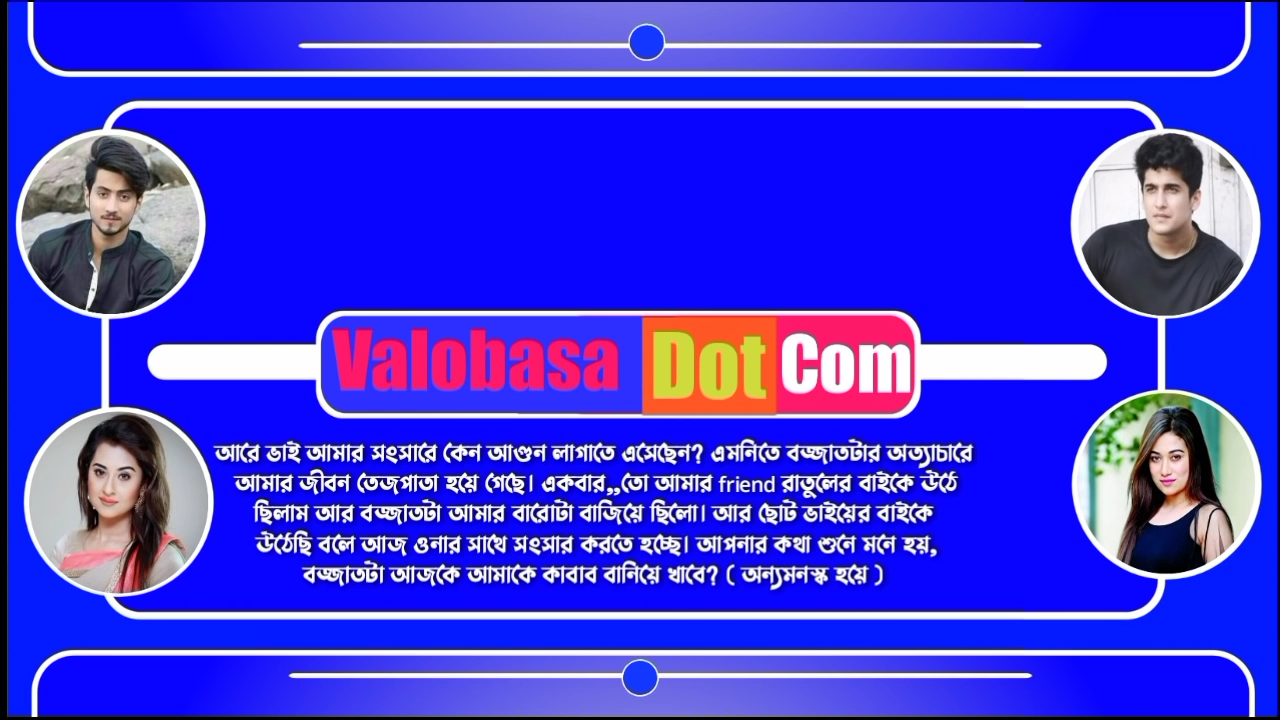 Valobasa Dot Com
আরে ভাই আমার সংসারে কেন আগুন লাগাতে এসেছেন? এমনিতে বজ্জাতটার অত্যাচারে
আমার জীবন তেজপাতা হয়ে গেছে। একবার,,তো আমার friend রাতুলের বাইকে উঠে
ছিলাম আর বজ্জাতটা আমার বারোটা বাজিয়ে ছিলো। আর ছোট ভাইয়ের বাইকে
উঠেছি বলে আজ ওনার সাথে সংসার করতে হচ্ছে। আপনার কথা শুনে মনে হয়,
বজ্জাতটা আজকে আমাকে কাবাব বানিয়ে খাবে? ( অন্যমনস্ক হয়ে )